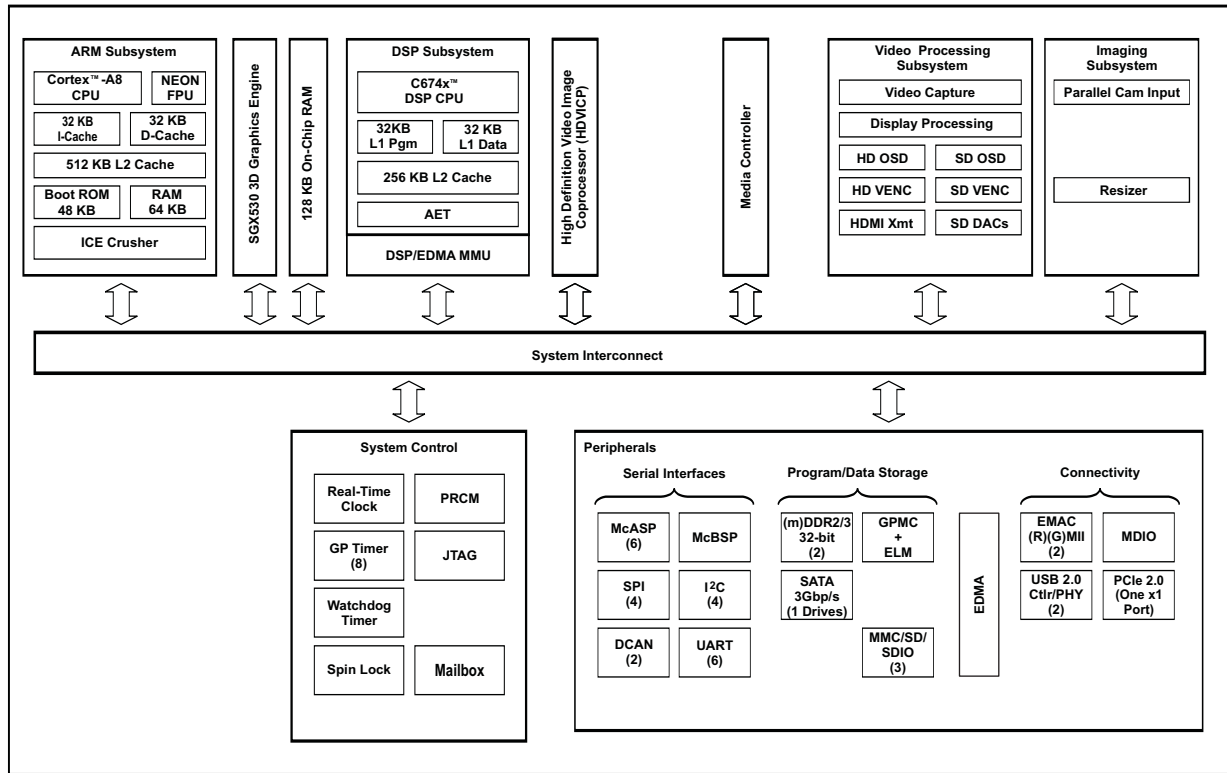 ARM Subsystem
Cortex™-A8
CPU
NEON
FPU
32 KB
I-Cache
32 KB
D-Cache
512 KB L2 Cache
Boot ROM
48 KB
RAM
64 KB
ICE Crusher
SGX530 3D Graphics Engine
128 KB On-Chip RAM
DSP Subsystem
C674x™
DSP CPU
32KB
L1 Pgm
32 KB
L1 Data
256 KB L2 Cache
AET
DSP/EDMA MMU
High Definition Video Image
Coprocessor (HDVICP)
Media Controller
Video Processing
Subsystem
Video Capture
Display Processing
HD OSD
SD OSD
HD VENC
SD VENC
HDMI Xmt
SD DACs
Imaging
Subsystem
Parallel Cam Input
Resizer
System Interconnect
System Control
Real-Time
Clock
PRCM
GP Timer
(8)
JTAG
Watchdog
Timer
Spin Lock
Mailbox
Peripherals
Serial Interfaces
McASP
(6)
McBSP
SPI
(4)
I²C
(4)
DCAN
(2)
UART
(6)
Program/Data Storage
(m)DDR2/3
32-bit
(2)
GPMC
+
ELM
SATA
3Gbp/s
(1 Drives)
MMC/SD/
SDIO
(3)
EDMA
Connectivity
EMAC
(R)(G)MII
(2)
MDIO
USB 2.0
Ctlr/PHY
(2)
PCIe 2.0
(One x1
Port)